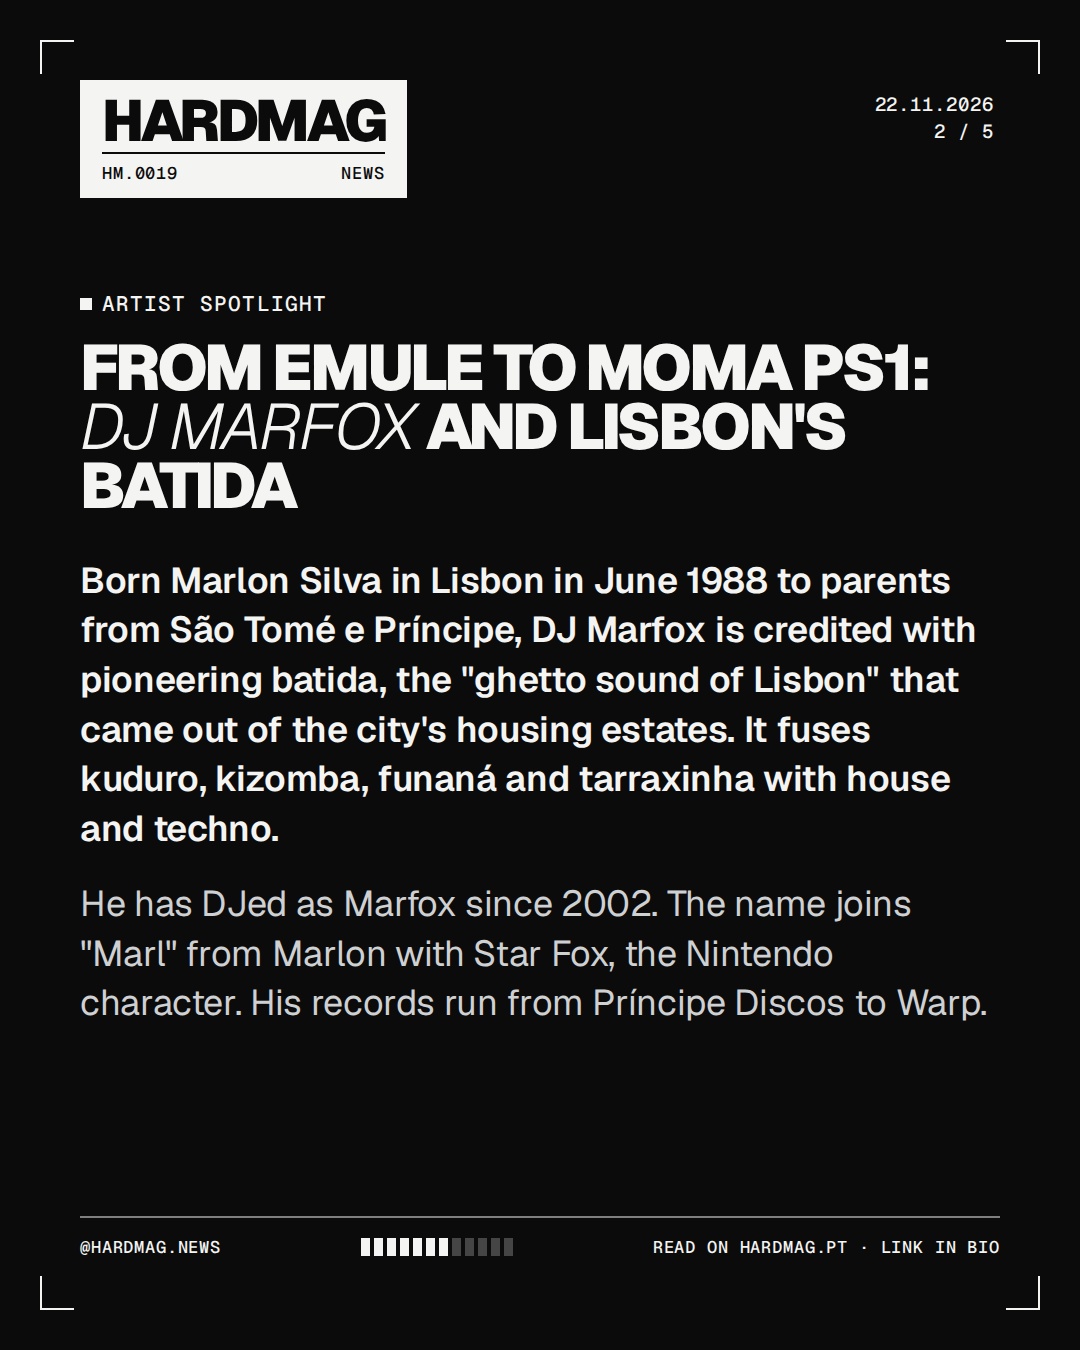 HARDMAG
HM.0019 NEWS
22.11.2026
2 / 5
ARTIST SPOTLIGHT
FROM EMULE TO MOMA PS1:
DJ MARFOX AND LISBON'S
BATIDA
Born Marlon Silva in Lisbon in June 1988 to parents
from São Tomé e Príncipe, DJ Marfox is credited with
pioneering batida, the "ghetto sound of Lisbon" that
came out of the city's housing estates. It fuses
kuduro, kizomba, funaná and tarraxinha with house
and techno.
He has DJed as Marfox since 2002. The name joins
"Marl" from Marlon with Star Fox, the Nintendo
character. His records run from Príncipe Discos to Warp.
@HARDMAG.NEWS
READ ON HARDMAG.PT · LINK IN BIO